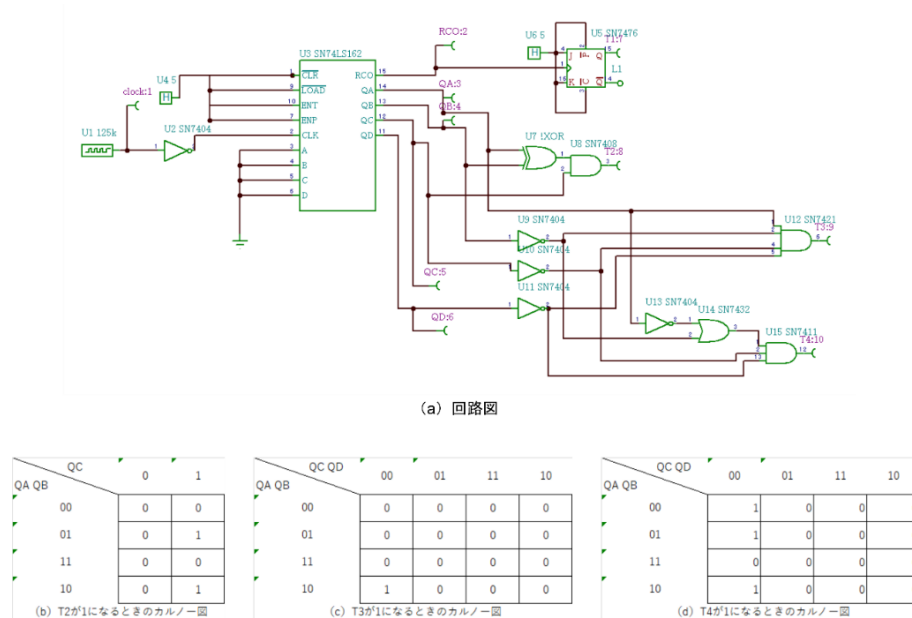 RCO:2
U6 5
U5 SN7476
T1:7
H
J P Q
K C Q
L1
U3 SN74LS162
U4 5
H
clock:1
CLR RCO
LOAD QA
ENT QB
ENP QC
CLK QD
A
B
C
D
QA:3
QB:4
U1 125k
U2 SN7404
U7 !XOR
U8 SN7408
T2:8
U9 SN7404
U10 SN7404
U11 SN7404
U12 SN7421
T3:9
QC:5
QD:6
U13 SN7404
U14 SN7432
U15 SN7411
T4:10
(a) 回路図
QC 0 1
QA QB
00 0 0
01 0 1
11 0 0
10 0 1
(b) T2が1になるときのカルノー図
QC QD 00 01 11 10
QA QB
00 0 0 0 0
01 0 0 0 0
11 0 0 0 0
10 1 0 0 0
(c) T3が1になるときのカルノー図
QC QD 00 01 11 10
QA QB
00 1 0 0
01 1 0 0
11 0 0 0
10 1 0 0
(d) T4が1になるときのカルノー図